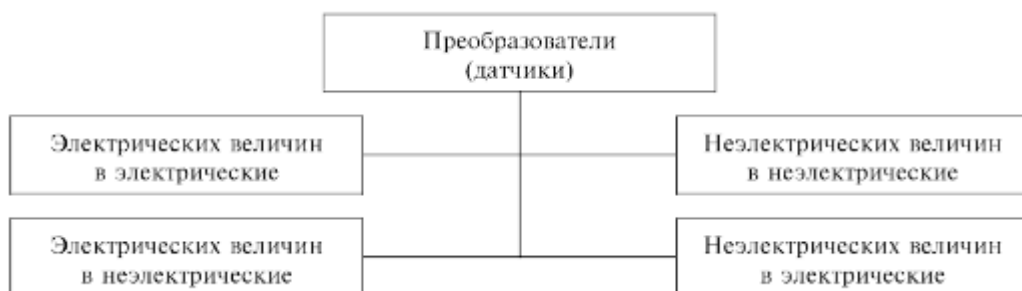 Преобразователи
(датчики)
Электрических величин
в электрические
Неэлектрических величин
в неэлектрические
Электрических величин
в неэлектрические
Неэлектрических величин
в электрические